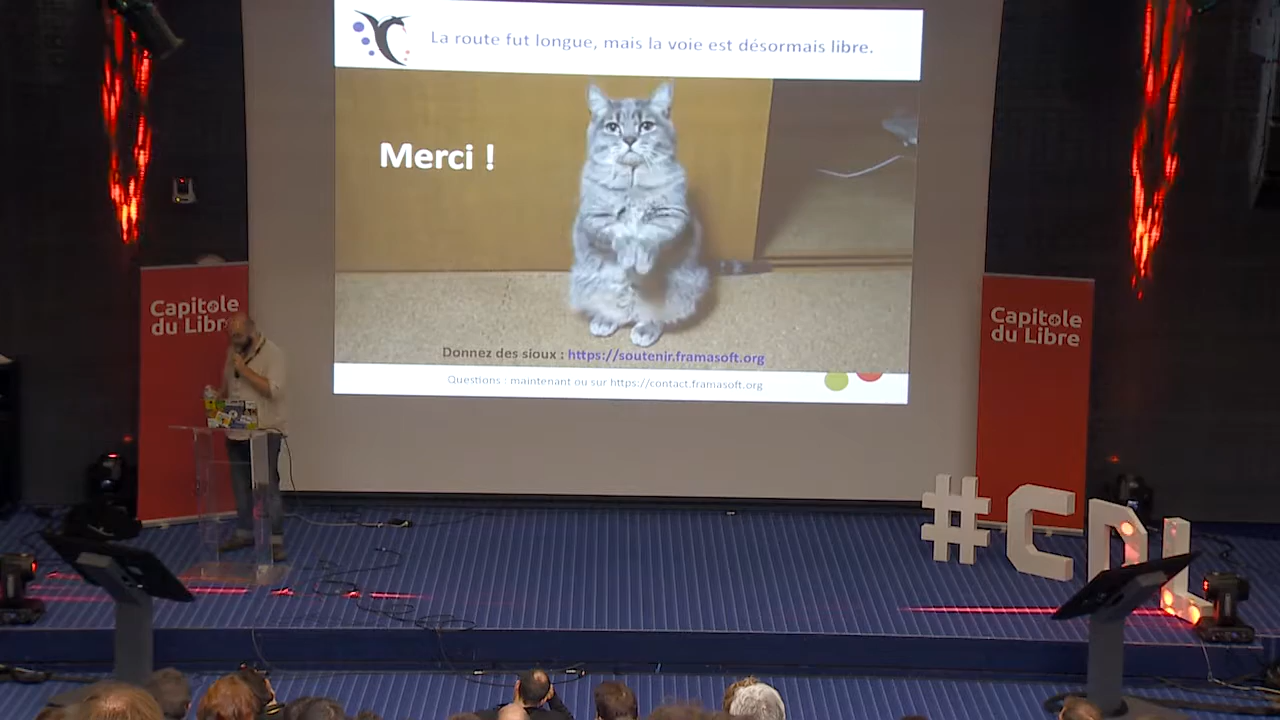 La route fut longue, mais la voie est désormais libre.
Merci !
Donnez des sioux : https://soutenir.framasoft.org
Questions : maintenant ou sur https://contact.framasoft.org
Capitole
du Libre
Capitole
du Libre
#CDL